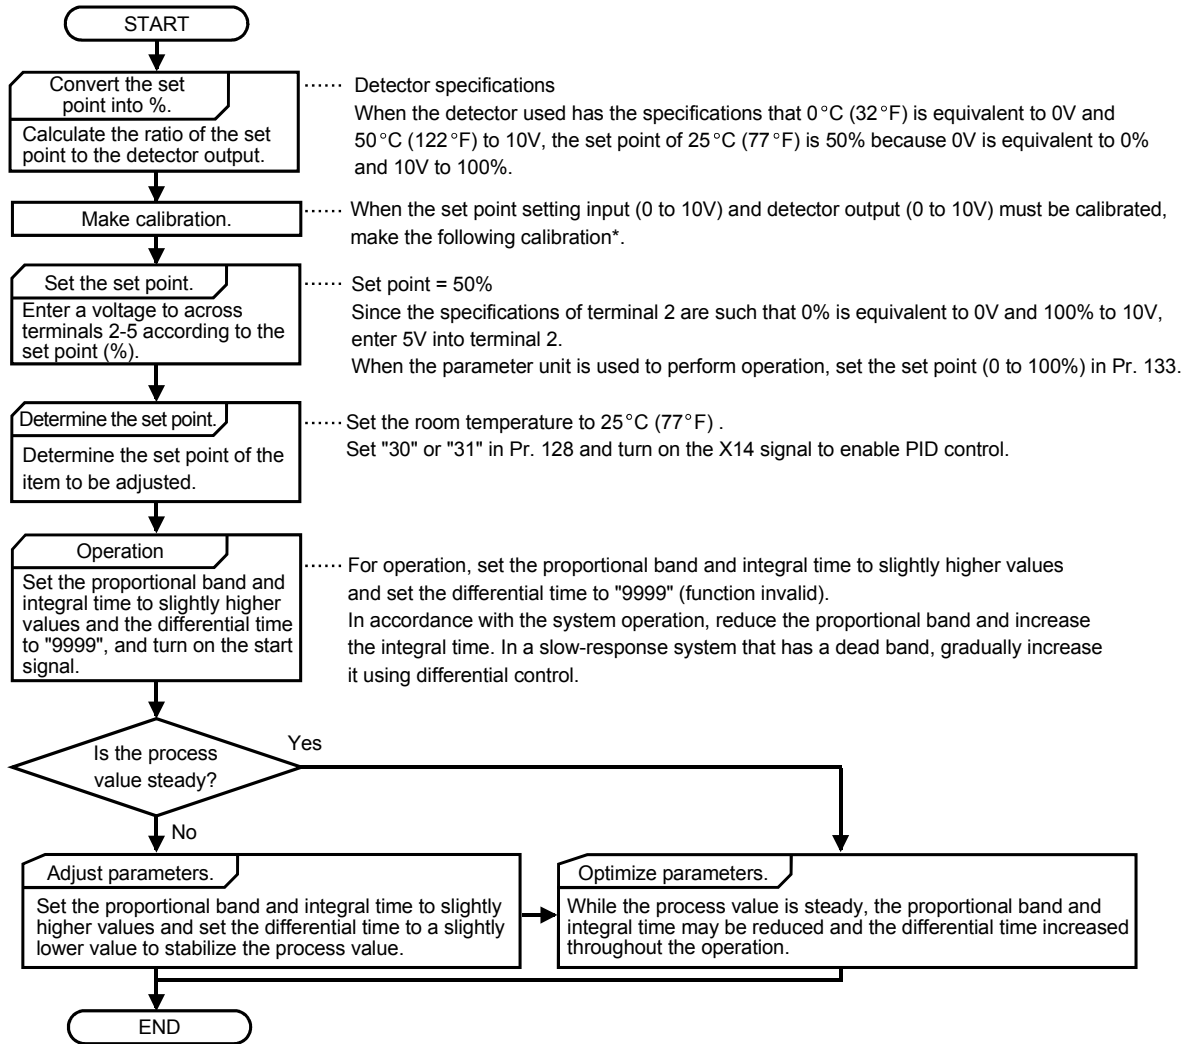 START
Convert the set
point into %.
Calculate the ratio of the set
point to the detector output.
...... Detector specifications
When the detector used has the specifications that 0°C (32°F) is equivalent to 0V and
50°C (122°F) to 10V, the set point of 25°C (77°F) is 50% because 0V is equivalent to 0%
and 10V to 100%.
Make calibration.
...... When the set point setting input (0 to 10V) and detector output (0 to 10V) must be calibrated,
make the following calibration*.
Set the set point.
Enter a voltage to across
terminals 2-5 according to the
set point (%).
...... Set point = 50%
Since the specifications of terminal 2 are such that 0% is equivalent to 0V and 100% to 10V,
enter 5V into terminal 2.
When the parameter unit is used to perform operation, set the set point (0 to 100%) in Pr. 133.
Determine the set point.
Determine the set point of the
item to be adjusted.
...... Set the room temperature to 25°C (77°F) .
Set "30" or "31" in Pr. 128 and turn on the X14 signal to enable PID control.
Operation
Set the proportional band and
integral time to slightly higher
values and the differential time
to "9999", and turn on the start
signal.
...... For operation, set the proportional band and integral time to slightly higher values
and set the differential time to "9999" (function invalid).
In accordance with the system operation, reduce the proportional band and increase
the integral time. In a slow-response system that has a dead band, gradually increase
it using differential control.
Is the process
value steady?
Yes
No
Adjust parameters.
Set the proportional band and integral time to slightly
higher values and set the differential time to a slightly
lower value to stabilize the process value.
Optimize parameters.
While the process value is steady, the proportional band and
integral time may be reduced and the differential time increased
throughout the operation.
END